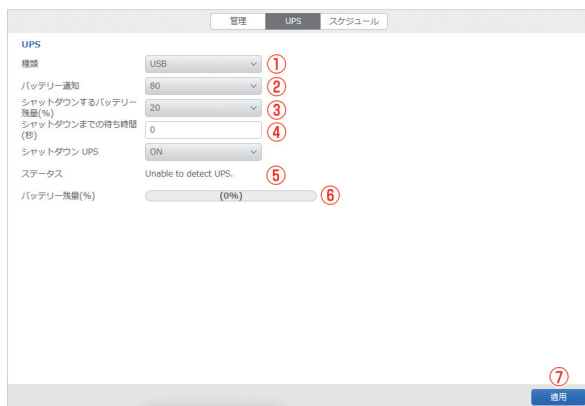 管理 UPS スケジュール
UPS
種類 USB ①
バッテリー通知 80 ②
シャットダウンするバッテリー
残量(%) 20 ③
シャットダウンまでの待ち時間
(秒) 0 ④
シャットダウン UPS ON
ステータス Unable to detect UPS. ⑤
バッテリー残量(%) (0%) ⑥
⑦
適用